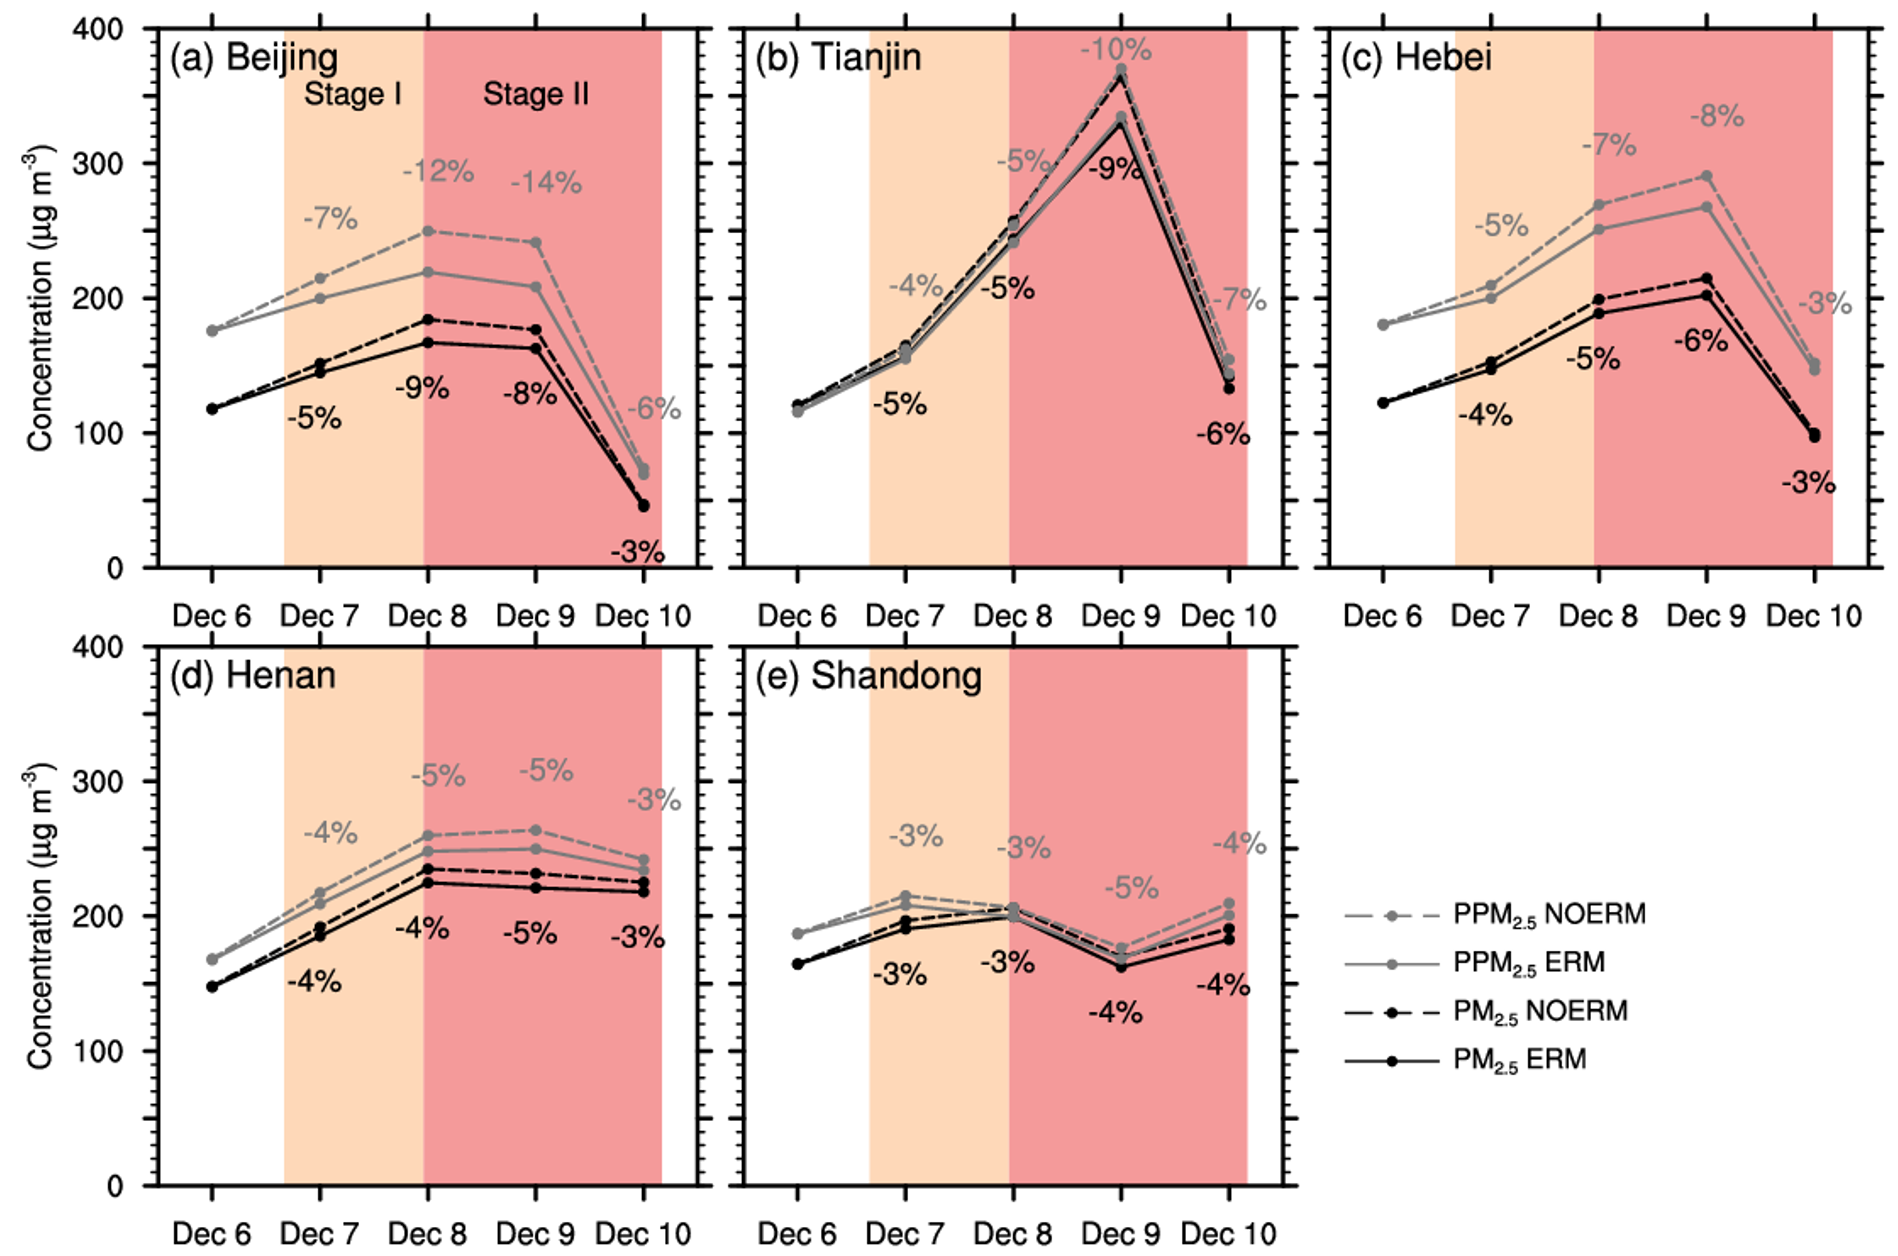 (a) Beijing
Stage I
Stage II
-7%
-12%
-14%
-6%
-5%
-9%
-8%
-3%
400
300
200
100
0
Concentration (µg m-3)
Dec 6 Dec 7 Dec 8 Dec 9 Dec 10
(b) Tianjin
-10%
-5%
-4%
-7%
-9%
-5%
-5%
-6%
Dec 6 Dec 7 Dec 8 Dec 9 Dec 10
(c) Hebei
-8%
-7%
-5%
-3%
-6%
-5%
-4%
-3%
Dec 6 Dec 7 Dec 8 Dec 9 Dec 10
(d) Henan
-5%
-5%
-3%
-4%
-4%
-5%
-3%
-4%
400
300
200
100
0
Concentration (µg m-3)
Dec 6 Dec 7 Dec 8 Dec 9 Dec 10
(e) Shandong
-3%
-3%
-4%
-5%
-3%
-3%
-4%
-4%
Dec 6 Dec 7 Dec 8 Dec 9 Dec 10
PPM2.5 NOERM
PPM2.5 ERM
PM2.5 NOERM
PM2.5 ERM